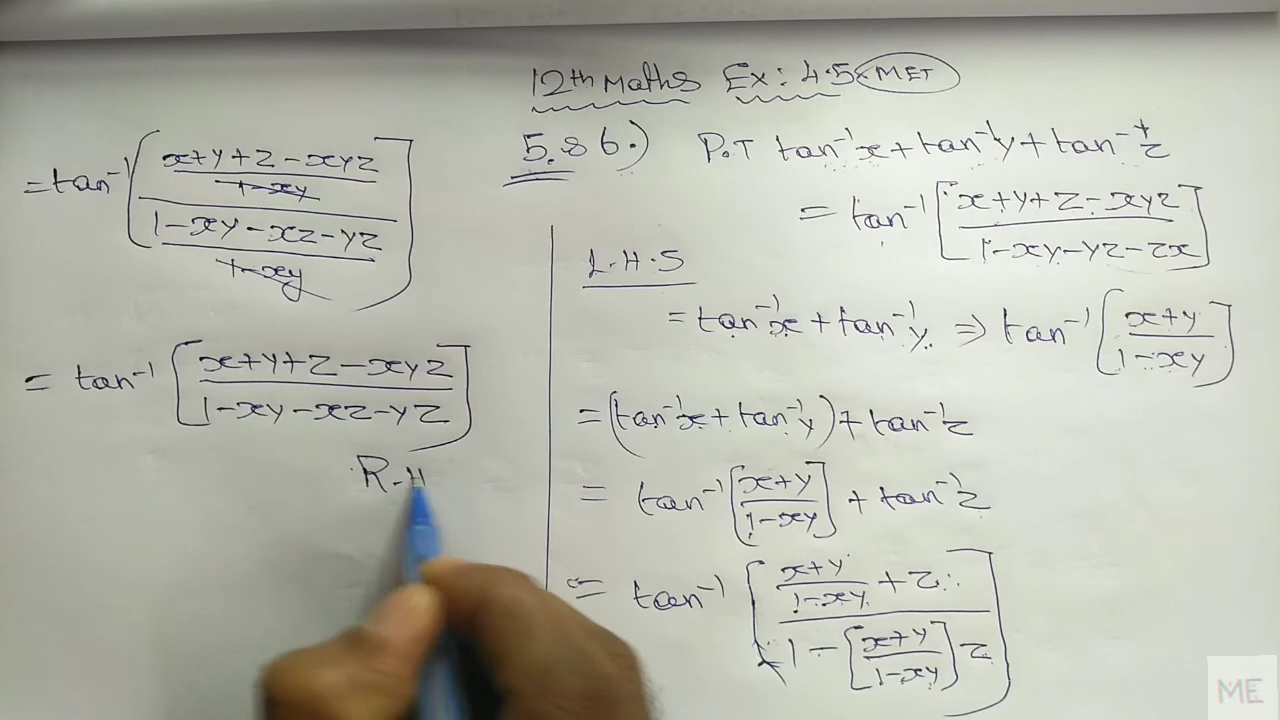 12th Maths Ex: 4.5 MET
5.&6.) P.T tan⁻¹x + tan⁻¹y + tan⁻¹z
= tan⁻¹[(x+y+z-xyz)/(1-xy-yz-zx)]
L.H.S
= tan⁻¹x + tan⁻¹y ⇒ tan⁻¹[(x+y)/(1-xy)]
= (tan⁻¹x + tan⁻¹y) + tan⁻¹z
= tan⁻¹[(x+y)/(1-xy)] + tan⁻¹z
= tan⁻¹[((x+y)/(1-xy) + z)/(1-[(x+y)/(1-xy)]z)]
= tan⁻¹[((x+y+z-xyz)/(1-xy))/((1-xy-xz-yz)/(1-xy))]
= tan⁻¹[(x+y+z-xyz)/(1-xy-xz-yz)]
R.H
ME